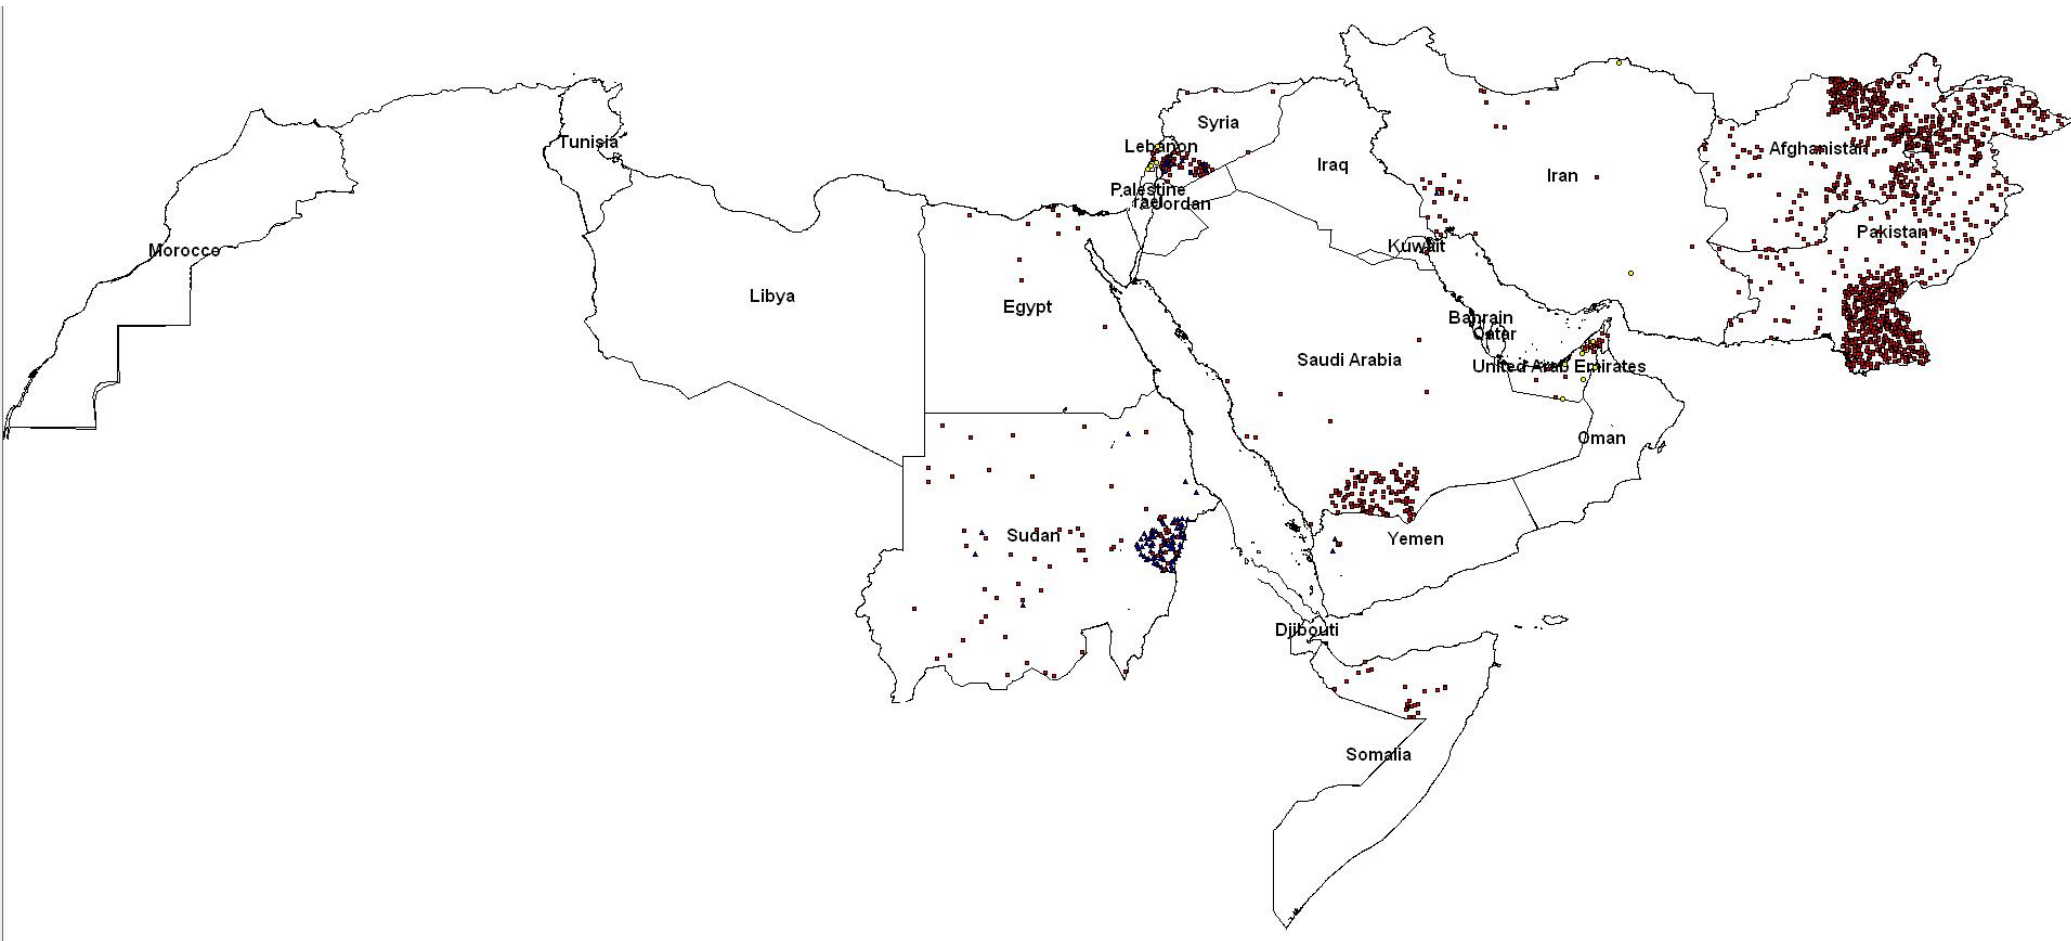 Syria
Tunisia
Lebanon
Afghanistan
Iraq
Iran
Palestine
Jordan
Pakistan
Kuwait
Morocco
Libya
Egypt
Bahrain
Qatar
Saudi Arabia
United Arab Emirates
Oman
Sudan
Yemen
Djibouti
Somalia